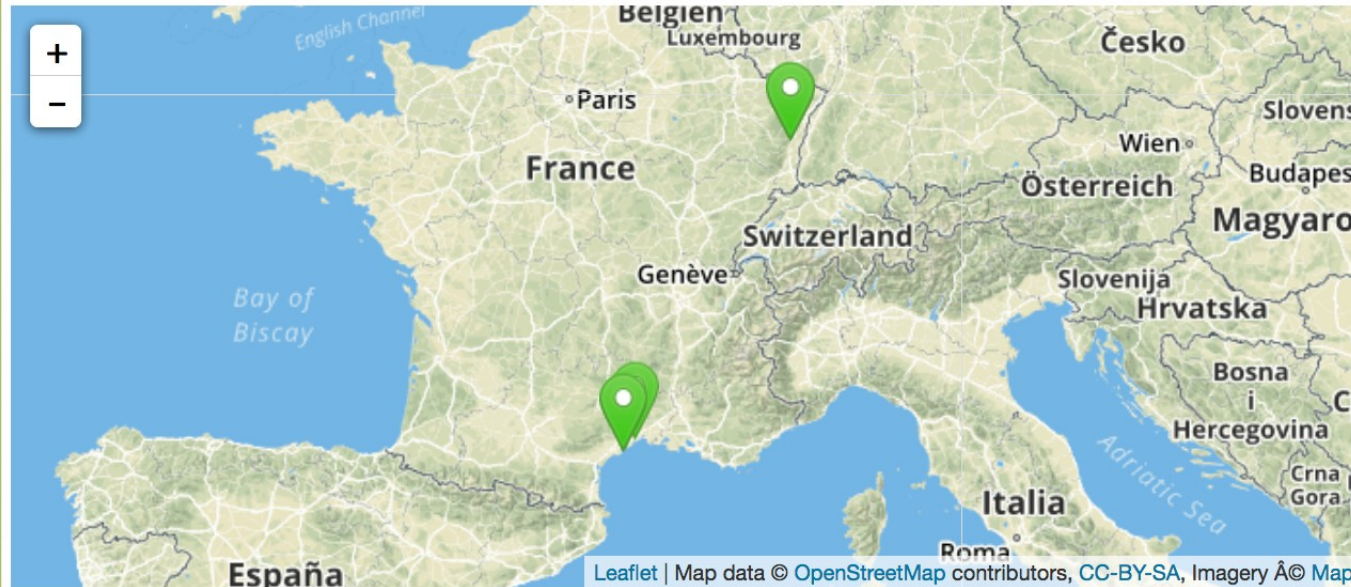 Belgien
English Channel
Luxembourg
Česko
+
−
Paris
Slovens
Wien
France
Budapes
Österreich
Magyaro
Switzerland
Genève
Slovenija
Hrvatska
Bay of
Biscay
Bosna
i
Hercegovina
C
Adriatic Sea
Crna
Gora
Italia
Roma
España
Leaflet | Map data © OpenStreetMap contributors, CC-BY-SA, Imagery Â© Map